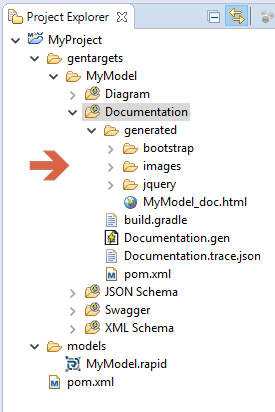 Project Explorer
MyProject
gentargets
MyModel
Diagram
Documentation
generated
bootstrap
images
jquery
MyModel_doc.html
build.gradle
Documentation.gen
Documentation.trace.json
pom.xml
JSON Schema
Swagger
XML Schema
models
MyModel.rapid
pom.xml